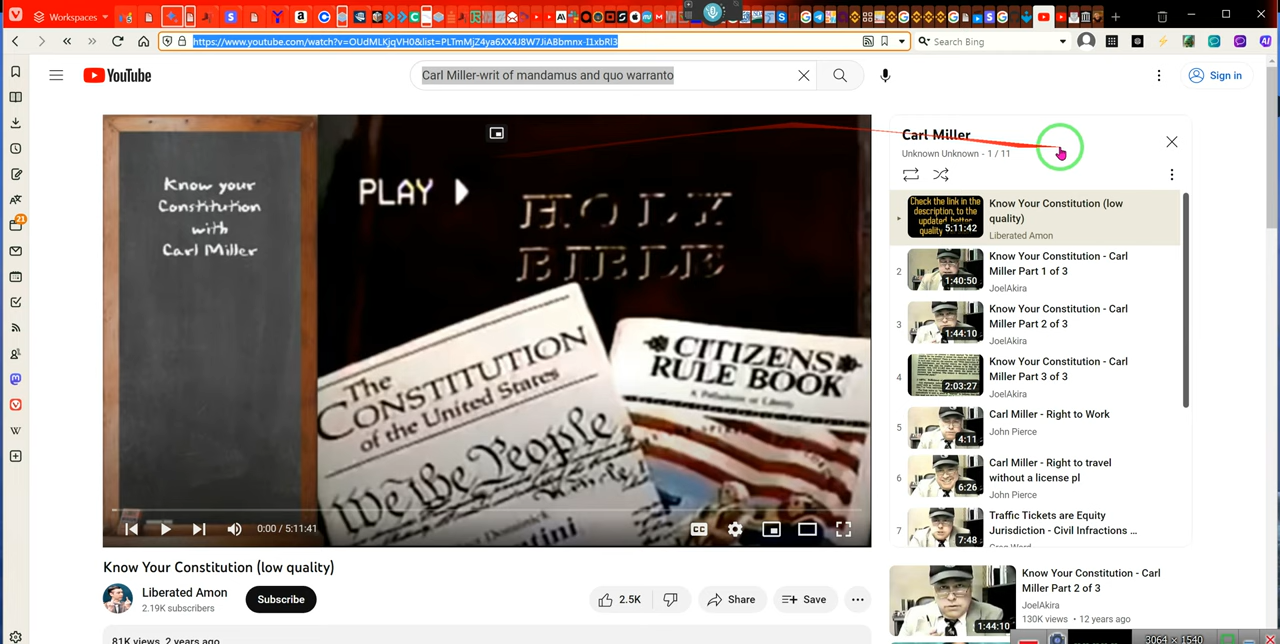 Workspaces
https://www.youtube.com/watch?v=OUdMLKjqVH0&list=PLTmMjZ4ya6XX4J8W7JiABbmnx-I1xbRl3
Search Bing
YouTube
Carl Miller-writ of mandamus and quo warranto
Sign in
Know your
Constitution
with
Carl Miller
PLAY
HOLY
BIBLE
The
CONSTITUTION
of the United States
We the People
CITIZENS
RULE BOOK
0:00 / 5:11:41
CC
Carl Miller
Unknown Unknown - 1 / 11
Check the link in the
description, to the
updated, better
quality
5:11:42
Know Your Constitution (low
quality)
Liberated Amon
2
1:40:50
Know Your Constitution - Carl
Miller Part 1 of 3
JoelAkira
3
1:44:10
Know Your Constitution - Carl
Miller Part 2 of 3
JoelAkira
4
2:03:27
Know Your Constitution - Carl
Miller Part 3 of 3
JoelAkira
5
4:11
Carl Miller - Right to Work
John Pierce
6
6:26
Carl Miller - Right to travel
without a license pl
John Pierce
7
7:48
Traffic Tickets are Equity
Jurisdiction - Civil Infractions ...
Greg Ward
Know Your Constitution (low quality)
Liberated Amon
2.19K subscribers
Subscribe
2.5K
Share
Save
81K views 2 years ago
1:44:10
Know Your Constitution - Carl
Miller Part 2 of 3
JoelAkira
130K views • 12 years ago
3064 × 1540
21